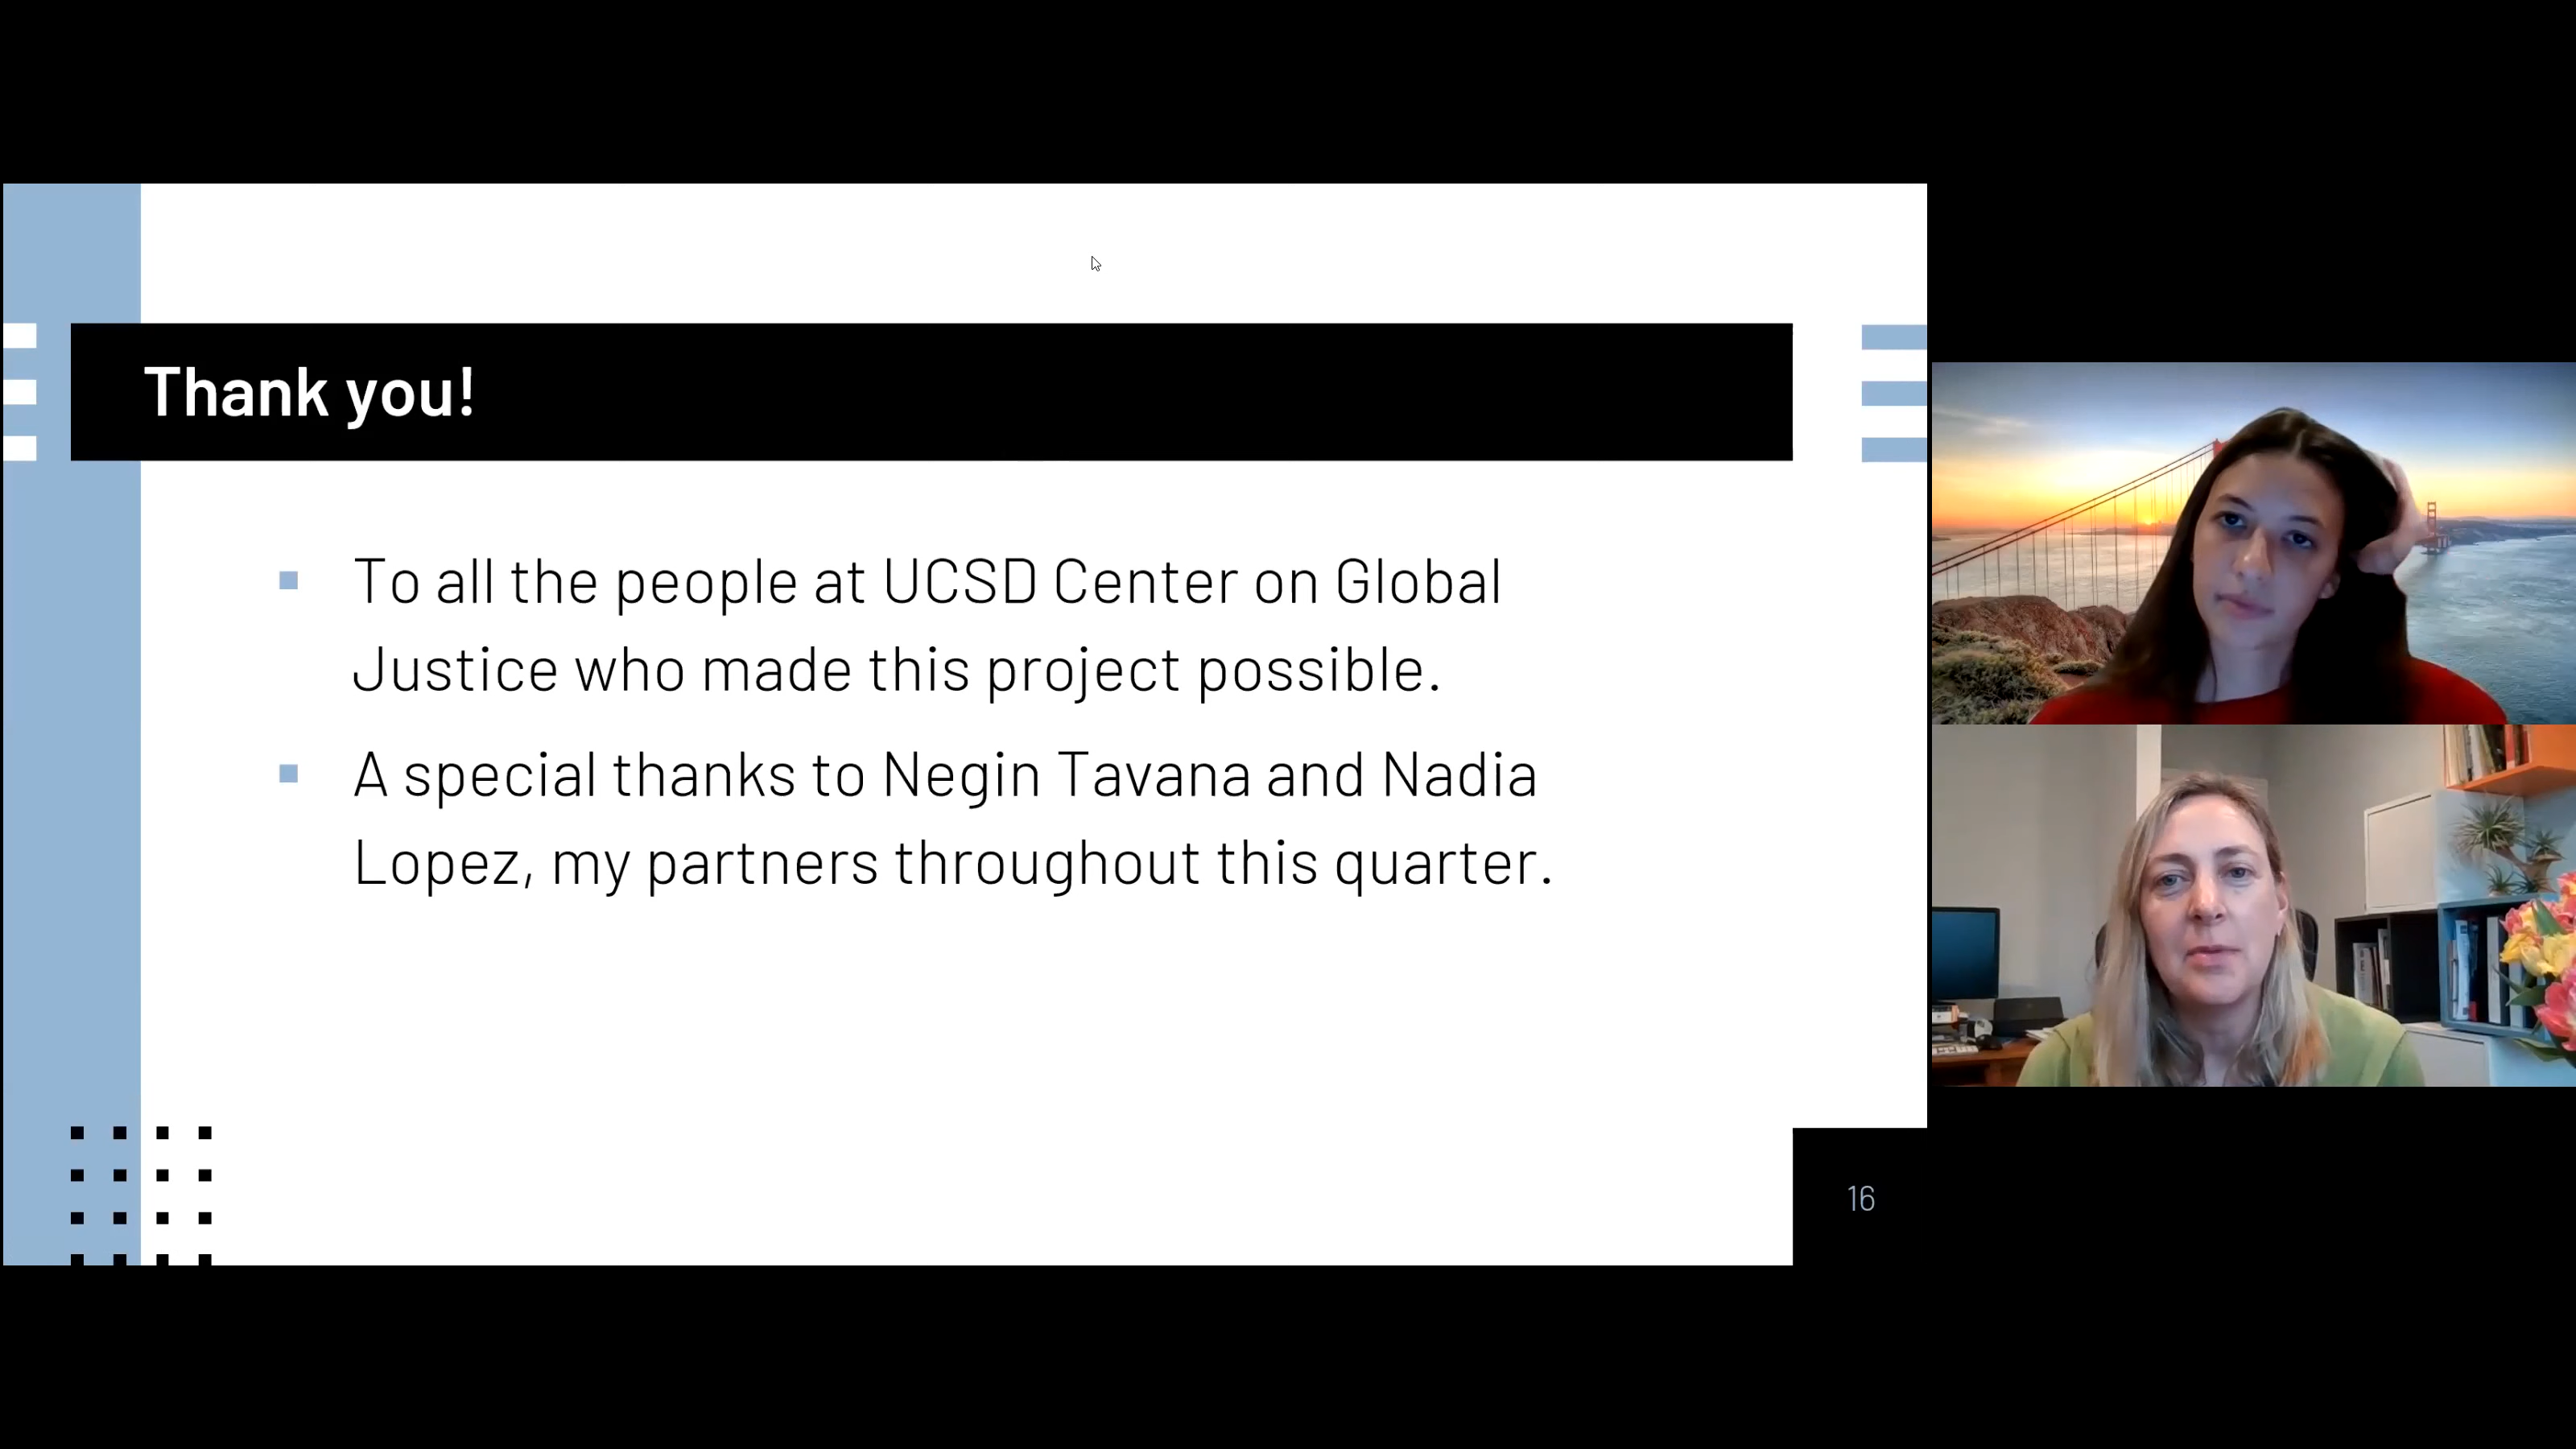 Thank you!
To all the people at UCSD Center on Global
Justice who made this project possible.
A special thanks to Negin Tavana and Nadia
Lopez, my partners throughout this quarter.
16